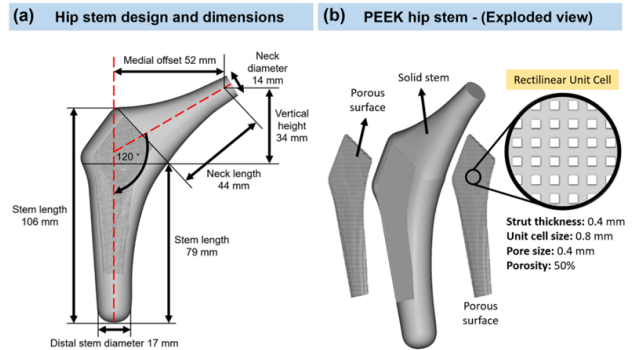 (a) Hip stem design and dimensions
Medial offset 52 mm
Neck
diameter
14 mm
Vertical
height
34 mm
120 °
Neck length
44 mm
Stem length
106 mm
Stem length
79 mm
Distal stem diameter 17 mm
(b) PEEK hip stem - (Exploded view)
Porous
surface
Solid stem
Rectilinear Unit Cell
Strut thickness: 0.4 mm
Unit cell size: 0.8 mm
Pore size: 0.4 mm
Porosity: 50%
Porous
surface